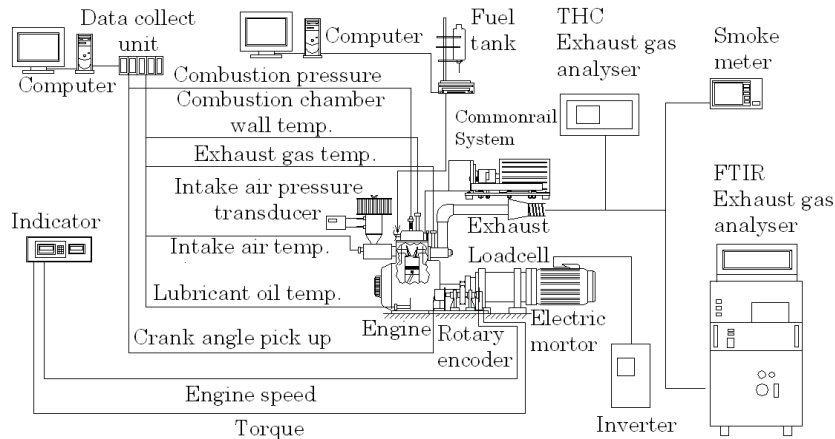 Data collect
unit
Computer
Computer
Fuel
tank
THC
Exhaust gas
analyser
Smoke
meter
Combustion pressure
Combustion chamber
wall temp.
Exhaust gas temp.
Commonrail
System
Intake air pressure
transducer
Exhaust
FTIR
Exhaust gas
analyser
Indicator
Intake air temp.
Loadcell
Lubricant oil temp.
Engine
Rotary
encoder
Electric
mortor
Crank angle pick up
Engine speed
Torque
Inverter